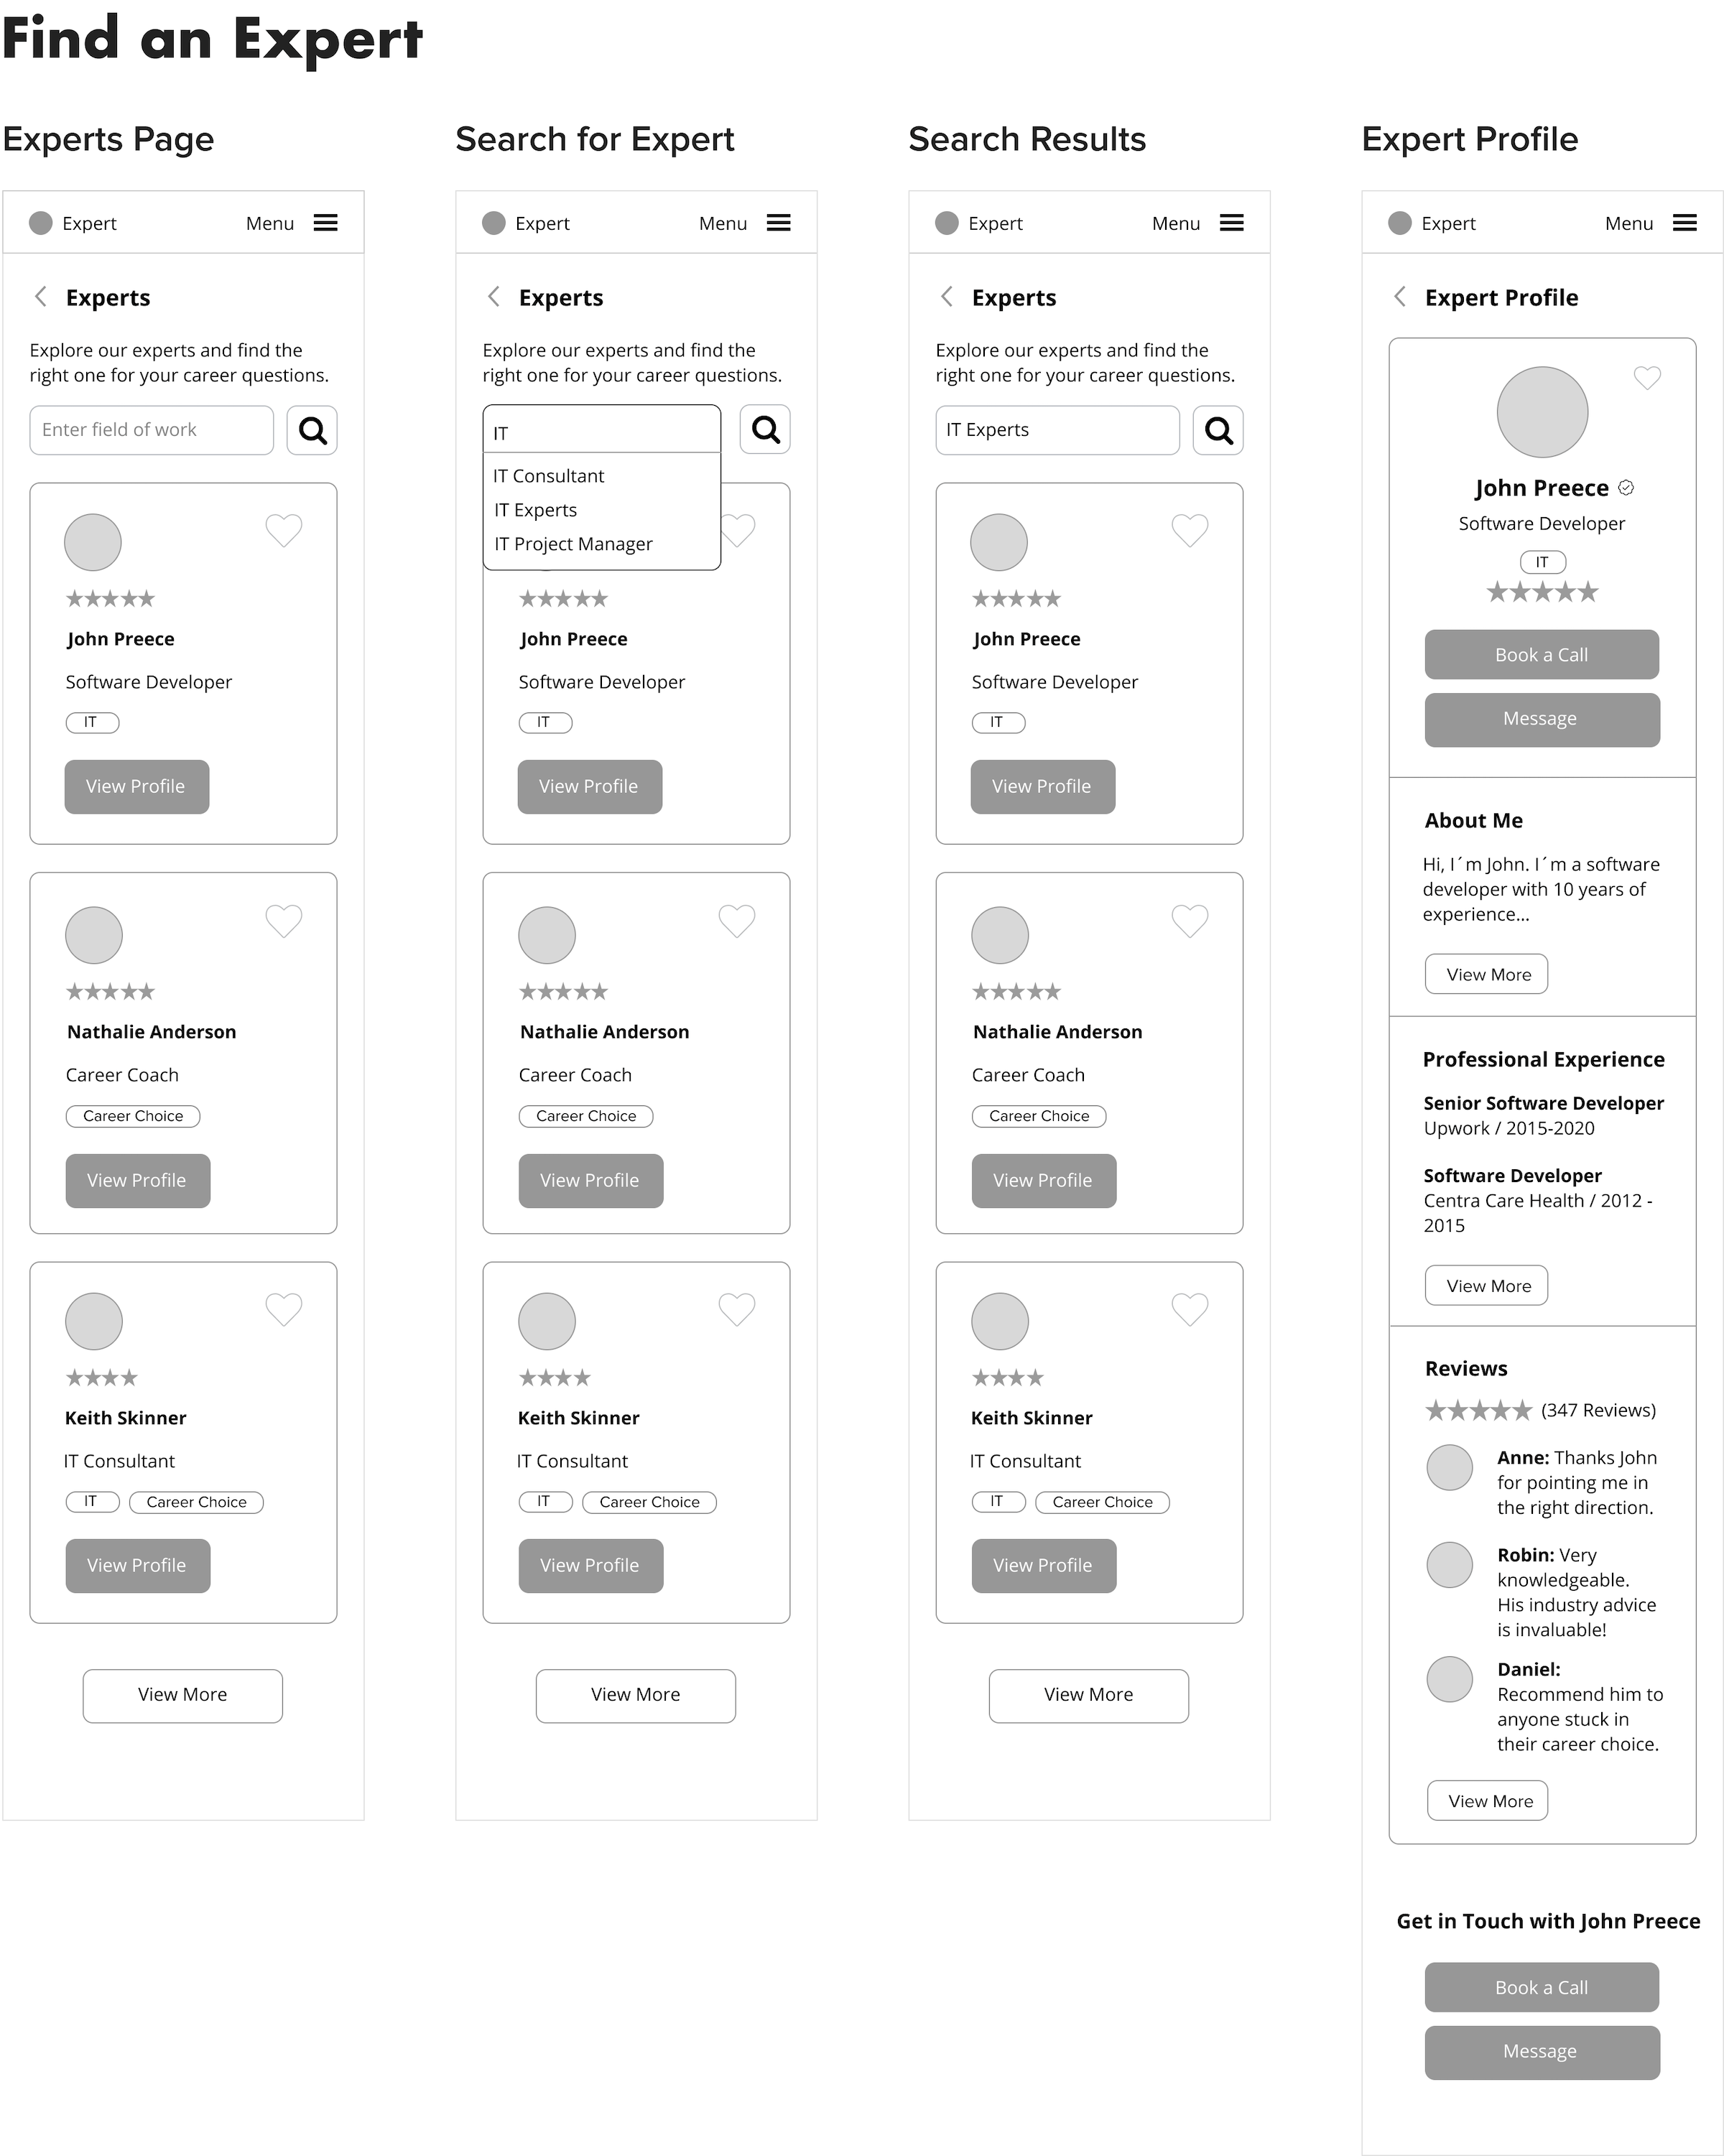 Find an Expert
Experts Page
Expert
Menu
Experts
Explore our experts and find the
right one for your career questions.
Enter field of work
John Preece
Software Developer
IT
View Profile
Nathalie Anderson
Career Coach
Career Choice
View Profile
Keith Skinner
IT Consultant
IT
Career Choice
View Profile
View More
Search for Expert
Expert
Menu
Experts
Explore our experts and find the
right one for your career questions.
IT
IT Consultant
IT Experts
IT Project Manager
John Preece
Software Developer
IT
View Profile
Nathalie Anderson
Career Coach
Career Choice
View Profile
Keith Skinner
IT Consultant
IT
Career Choice
View Profile
View More
Search Results
Expert
Menu
Experts
Explore our experts and find the
right one for your career questions.
IT Experts
John Preece
Software Developer
IT
View Profile
Nathalie Anderson
Career Coach
Career Choice
View Profile
Keith Skinner
IT Consultant
IT
Career Choice
View Profile
View More
Expert Profile
Expert
Menu
Expert Profile
John Preece
Software Developer
IT
Book a Call
Message
About Me
Hi, I´m John. I´m a software
developer with 10 years of
experience...
View More
Professional Experience
Senior Software Developer
Upwork / 2015-2020
Software Developer
Centra Care Health / 2012 -
2015
View More
Reviews
(347 Reviews)
Anne: Thanks John
for pointing me in
the right direction.
Robin: Very
knowledgeable.
His industry advice
is invaluable!
Daniel:
Recommend him to
anyone stuck in
their career choice.
View More
Get in Touch with John Preece
Book a Call
Message